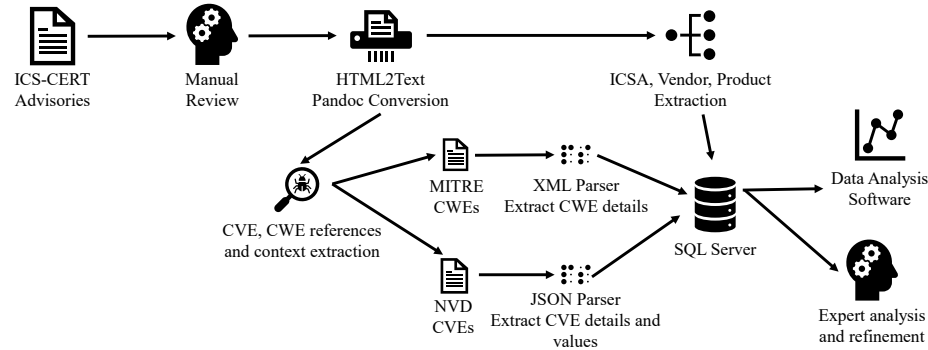 ICS-CERT
Advisories
Manual
Review
HTML2Text
Pandoc Conversion
ICSA, Vendor, Product
Extraction
CVE, CWE references
and context extraction
MITRE
CWEs
XML Parser
Extract CWE details
NVD
CVEs
JSON Parser
Extract CVE details and
values
SQL Server
Data Analysis
Software
Expert analysis
and refinement